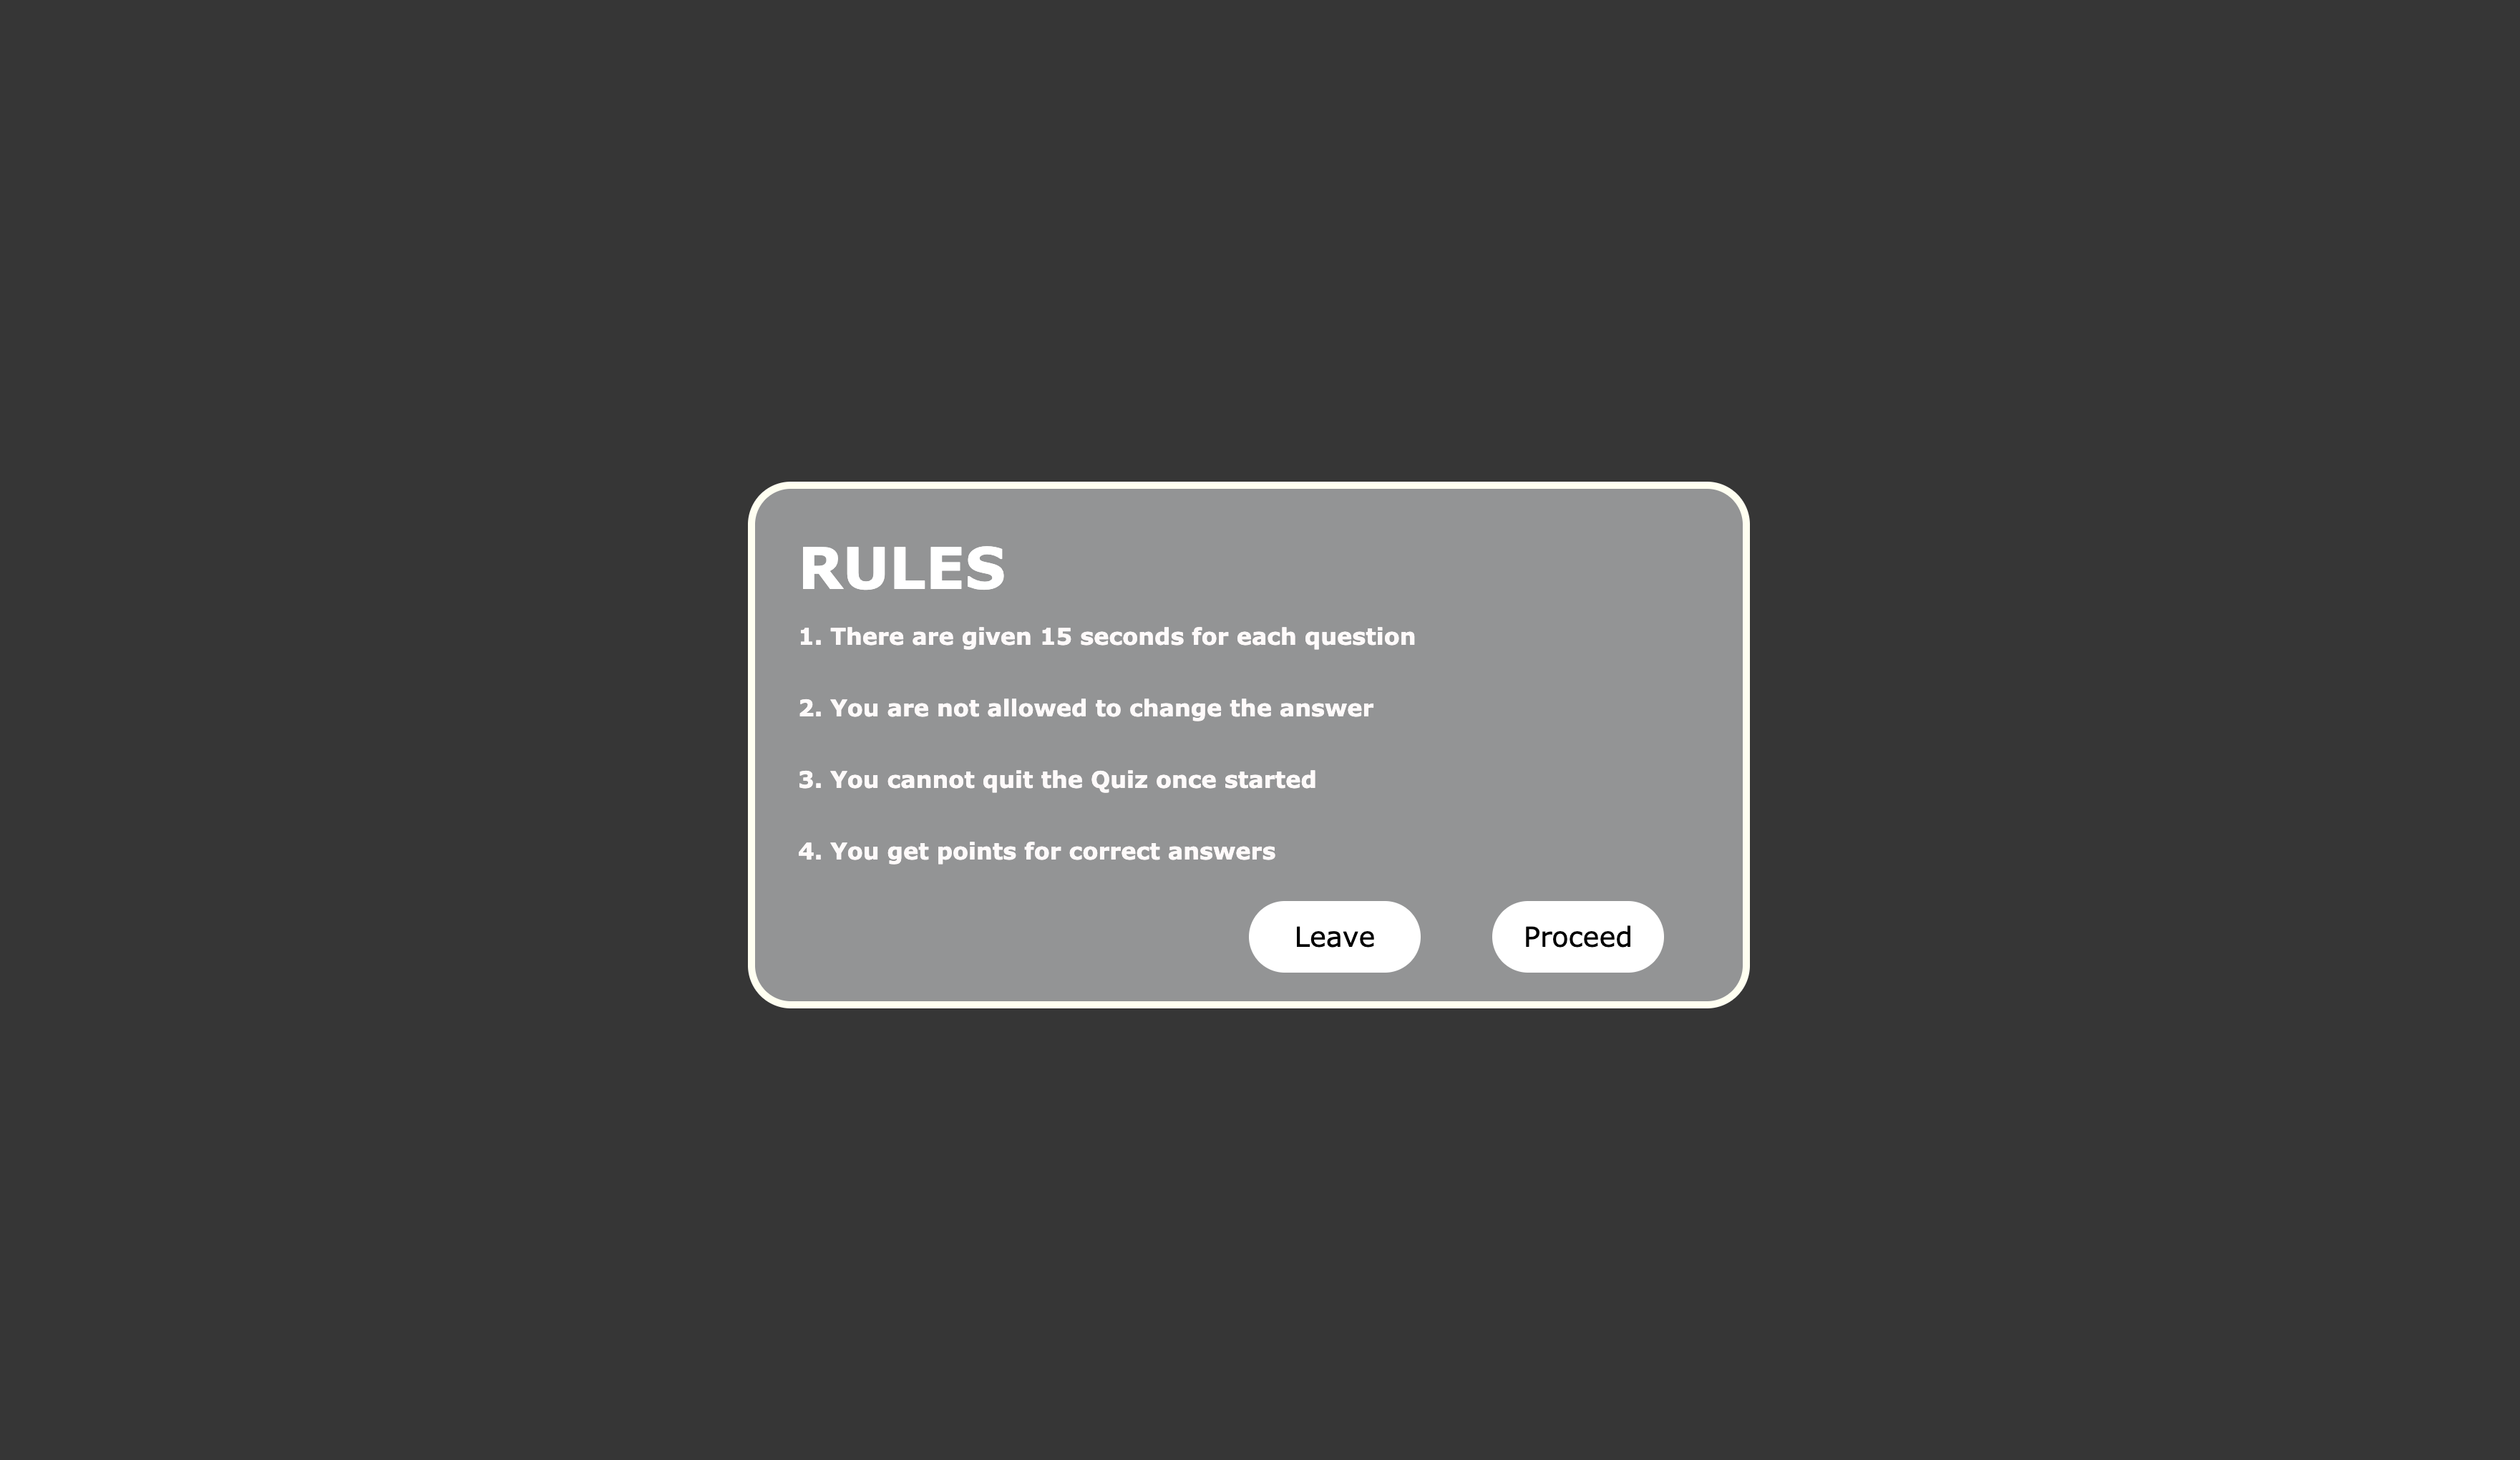 RULES
1. There are given 15 seconds for each question
2. You are not allowed to change the answer
3. You cannot quit the Quiz once started
4. You get points for correct answers
Leave Proceed